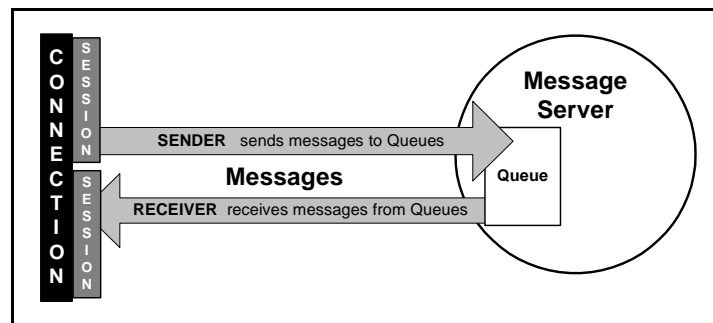 CONNECTION
SESSION
SESSION
Message
Server
SENDER sends messages to Queues
Messages
Queue
RECEIVER receives messages from Queues